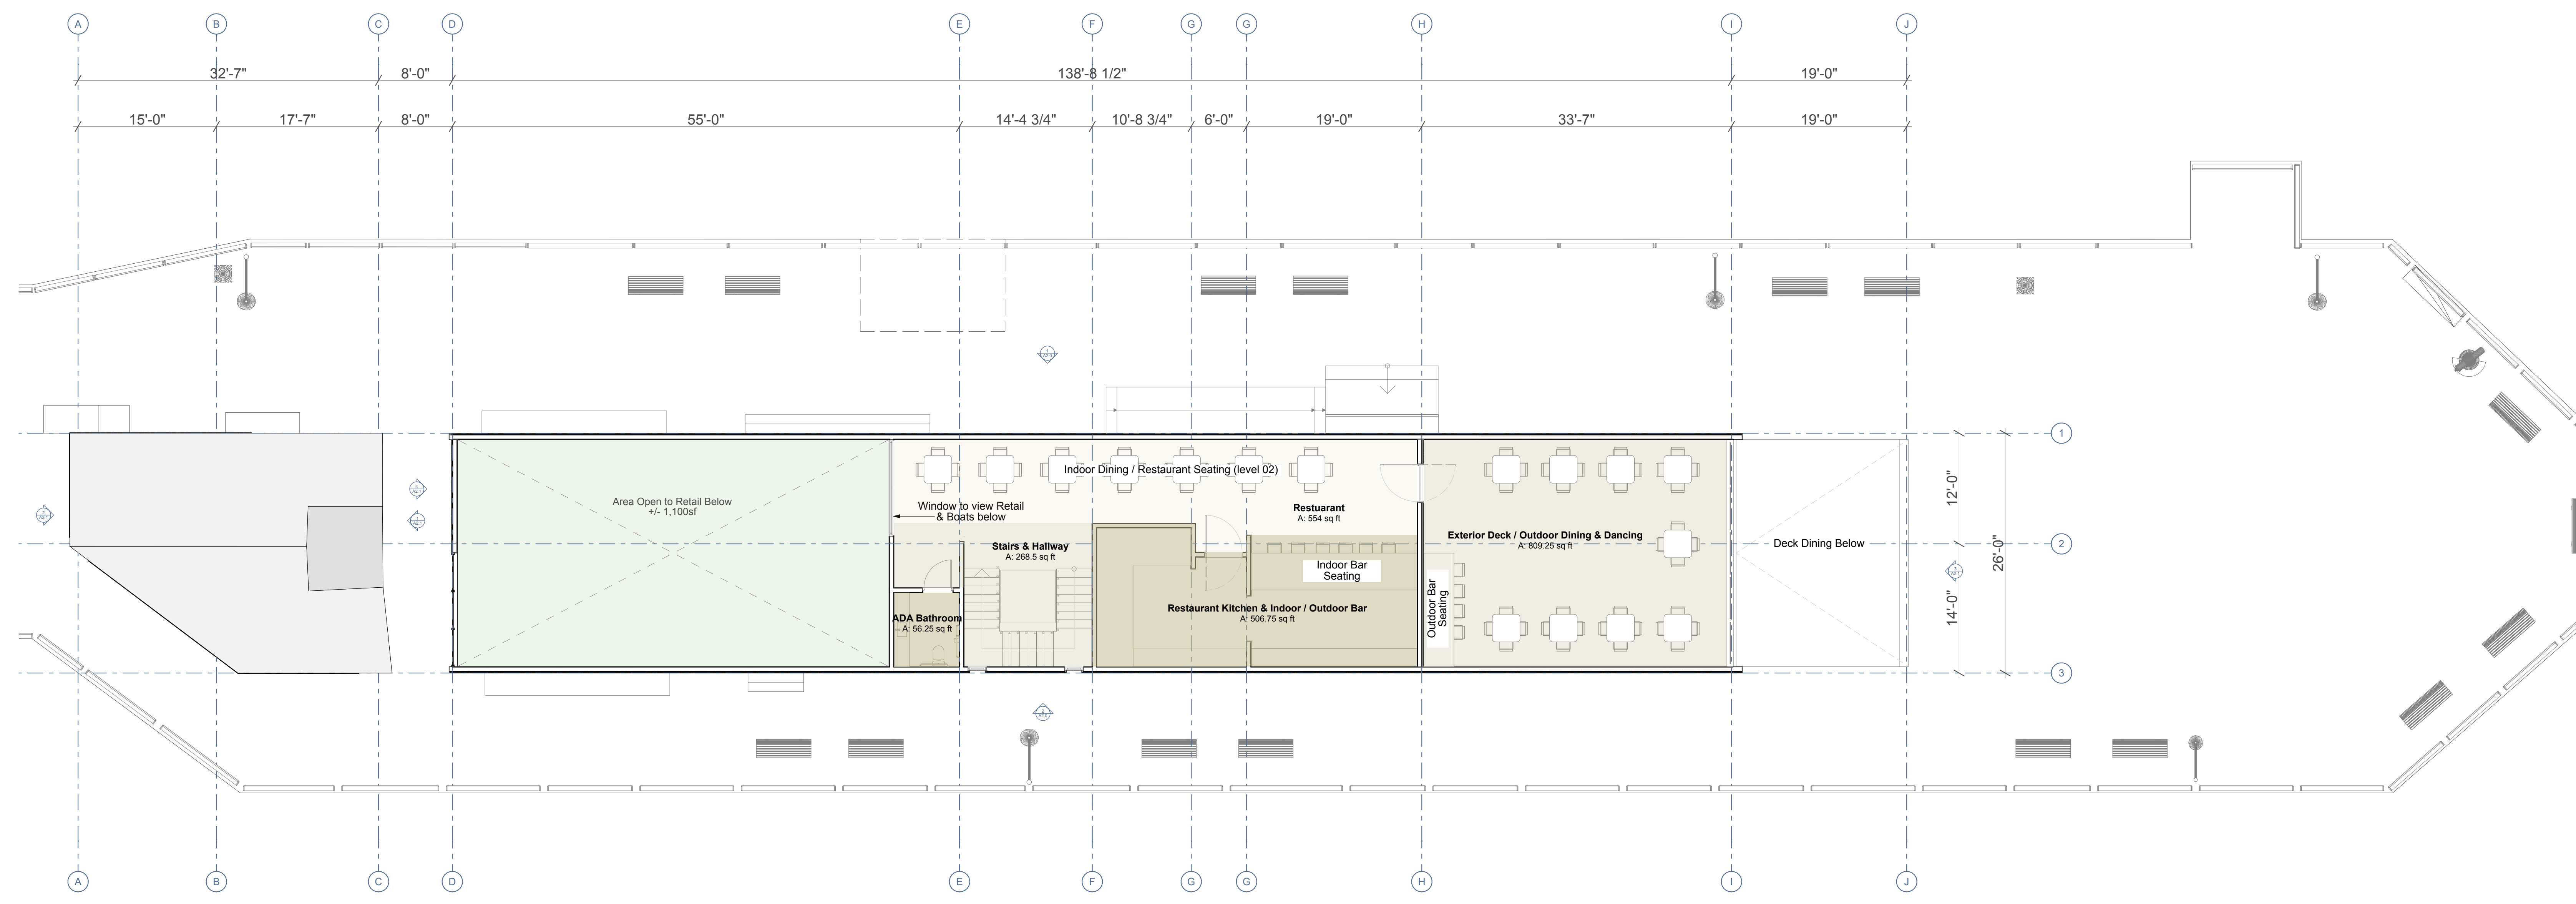 A B C D E F G G H I J
32'-7" 8'-0" 138'-8 1/2" 19'-0"
15'-0" 17'-7" 8'-0" 55'-0" 14'-4 3/4" 10'-8 3/4" 6'-0" 19'-0" 33'-7" 19'-0"
1
Indoor Dining / Restaurant Seating (level 02)
Area Open to Retail Below
+/- 1,100sf
Window to view Retail
& Boats below
Restuarant
A: 554 sq ft
12'-0"
Stairs & Hallway
A: 268.5 sq ft
Exterior Deck / Outdoor Dining & Dancing
A: 809.25 sq ft
Deck Dining Below
2
26'-0"
Indoor Bar
Seating
Outdoor Bar
Seating
Restaurant Kitchen & Indoor / Outdoor Bar
A: 506.75 sq ft
14'-0"
ADA Bathroom
A: 56.25 sq ft
3
A B C D E F G G H I J